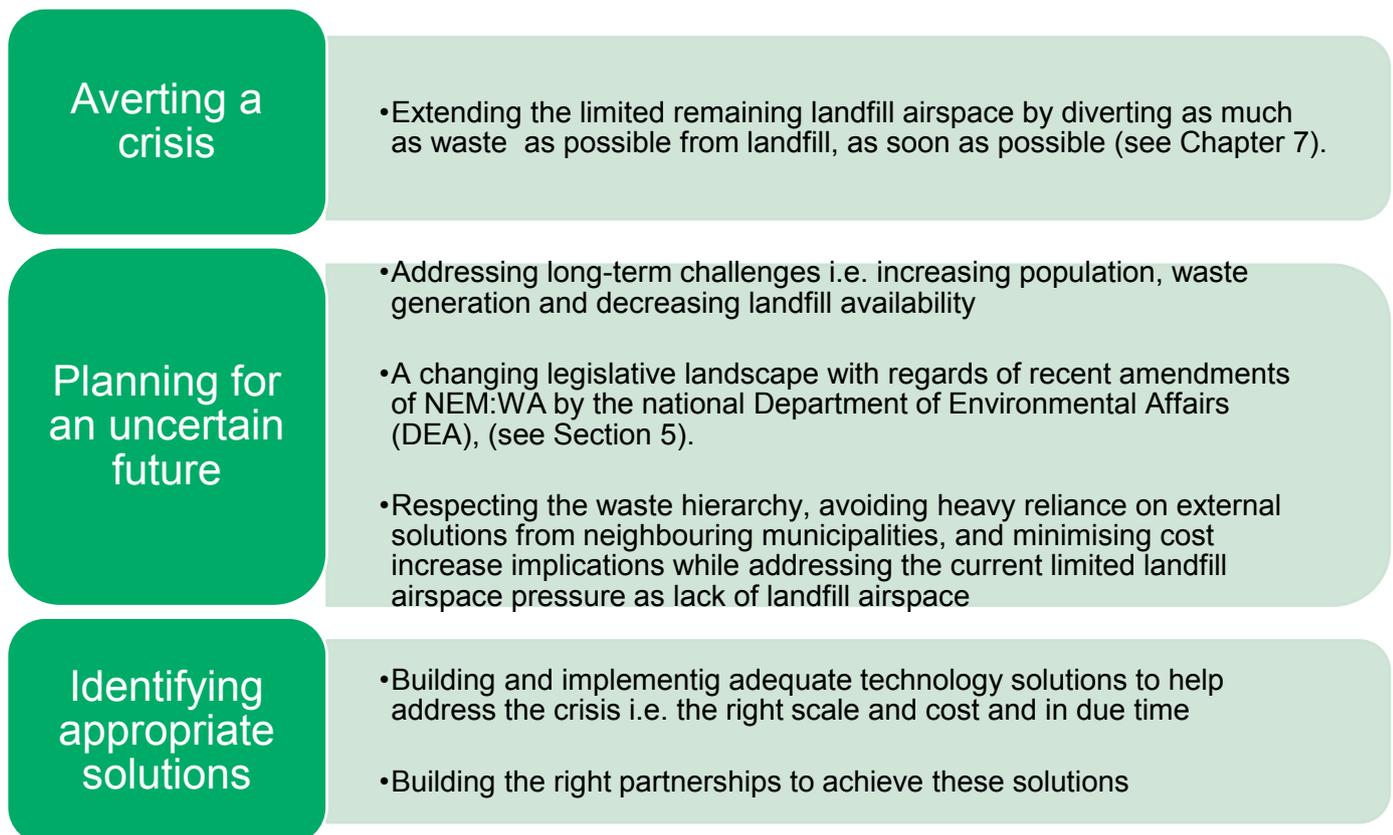 Averting a
crisis
•Extending the limited remaining landfill airspace by diverting as much
as waste  as possible from landfill, as soon as possible (see Chapter 7).
Planning for
an uncertain
future
•Addressing long-term challenges i.e. increasing population, waste
generation and decreasing landfill availability
•A changing legislative landscape with regards of recent amendments
of NEM:WA by the national Department of Environmental Affairs
(DEA), (see Section 5).
•Respecting the waste hierarchy, avoiding heavy reliance on external
solutions from neighbouring municipalities, and minimising cost
increase implications while addressing the current limited landfill
airspace pressure as lack of landfill airspace
Identifying
appropriate
solutions
•Building and implementig adequate technology solutions to help
address the crisis i.e. the right scale and cost and in due time
•Building the right partnerships to achieve these solutions